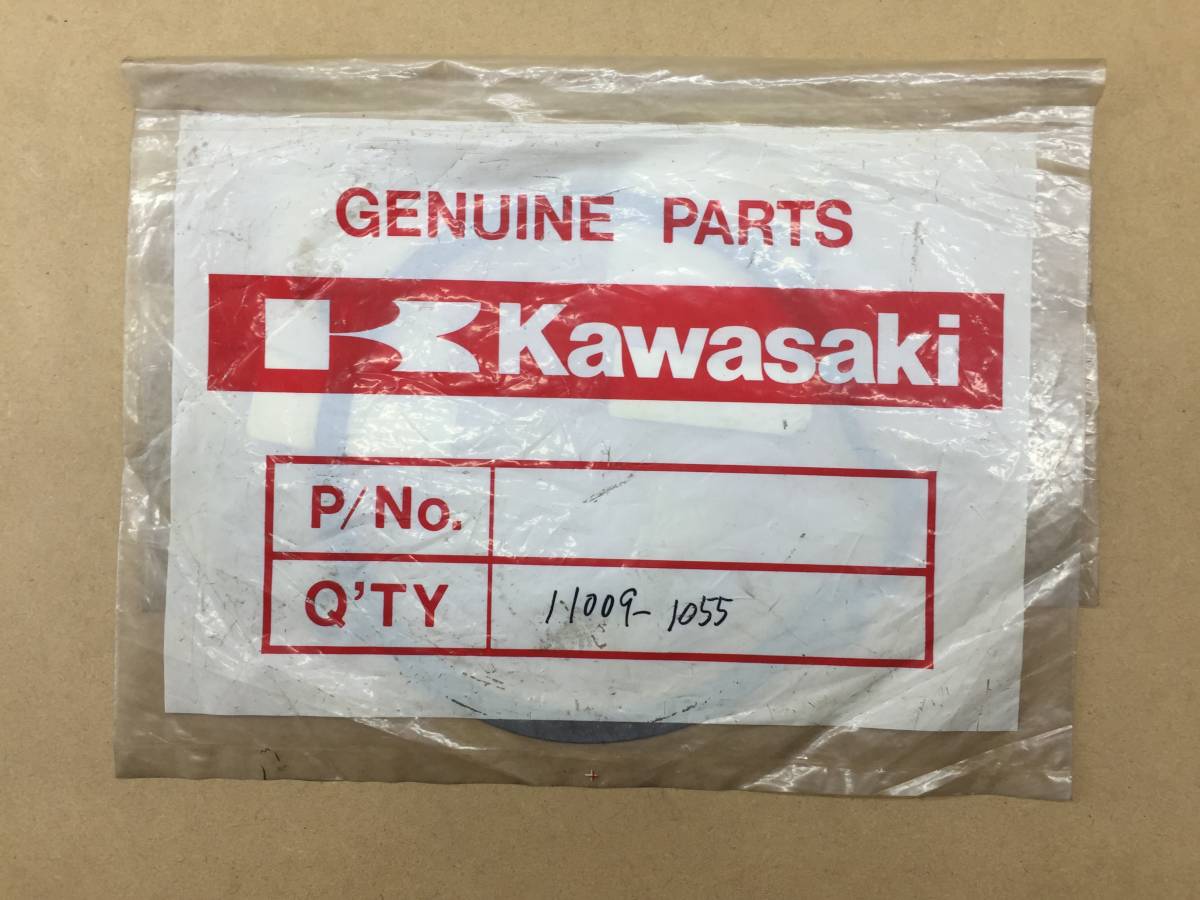 GENUINE PARTS
Kawasaki
P/No.
Q'TY 11009-1055